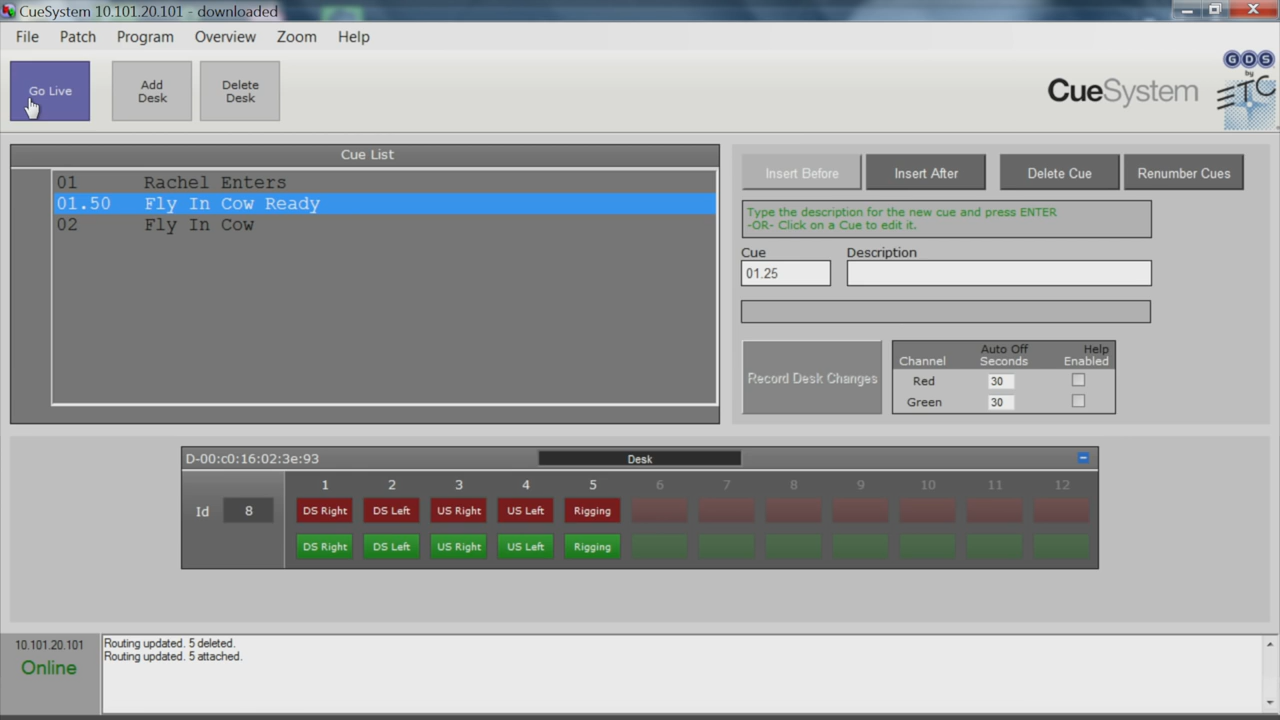 CueSystem 10.101.20.101 - downloaded
File Patch Program Overview Zoom Help
Go Live
Add Desk
Delete Desk
CueSystem
GDS
by
ETC
Cue List
01 Rachel Enters
01.50 Fly In Cow Ready
02 Fly In Cow
Insert Before Insert After Delete Cue Renumber Cues
Type the description for the new cue and press ENTER
-OR- Click on a Cue to edit it.
Cue Description
01.25
Record Desk Changes
Auto Off Help
Channel Seconds Enabled
Red 30
Green 30
D-00:c0:16:02:3e:93 Desk
1 2 3 4 5 6 7 8 9 10 11 12
Id 8 DS Right DS Left US Right US Left Rigging
DS Right DS Left US Right US Left Rigging
10.101.20.101
Online
Routing updated. 5 deleted.
Routing updated. 5 attached.